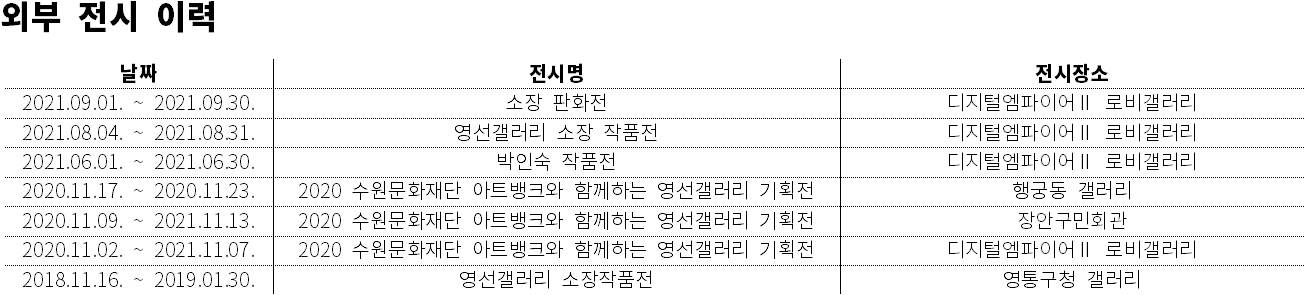 외부 전시 이력
날짜 전시명 전시장소
2021.09.01. ~ 2021.09.30. 소장 판화전 디지털엠파이어Ⅱ 로비갤러리
2021.08.04. ~ 2021.08.31. 영선갤러리 소장 작품전 디지털엠파이어Ⅱ 로비갤러리
2021.06.01. ~ 2021.06.30. 박인숙 작품전 디지털엠파이어Ⅱ 로비갤러리
2020.11.17. ~ 2020.11.23. 2020 수원문화재단 아트뱅크와 함께하는 영선갤러리 기획전 행궁동 갤러리
2020.11.09. ~ 2021.11.13. 2020 수원문화재단 아트뱅크와 함께하는 영선갤러리 기획전 장안구민회관
2020.11.02. ~ 2021.11.07. 2020 수원문화재단 아트뱅크와 함께하는 영선갤러리 기획전 디지털엠파이어Ⅱ 로비갤러리
2018.11.16. ~ 2019.01.30. 영선갤러리 소장작품전 영통구청 갤러리